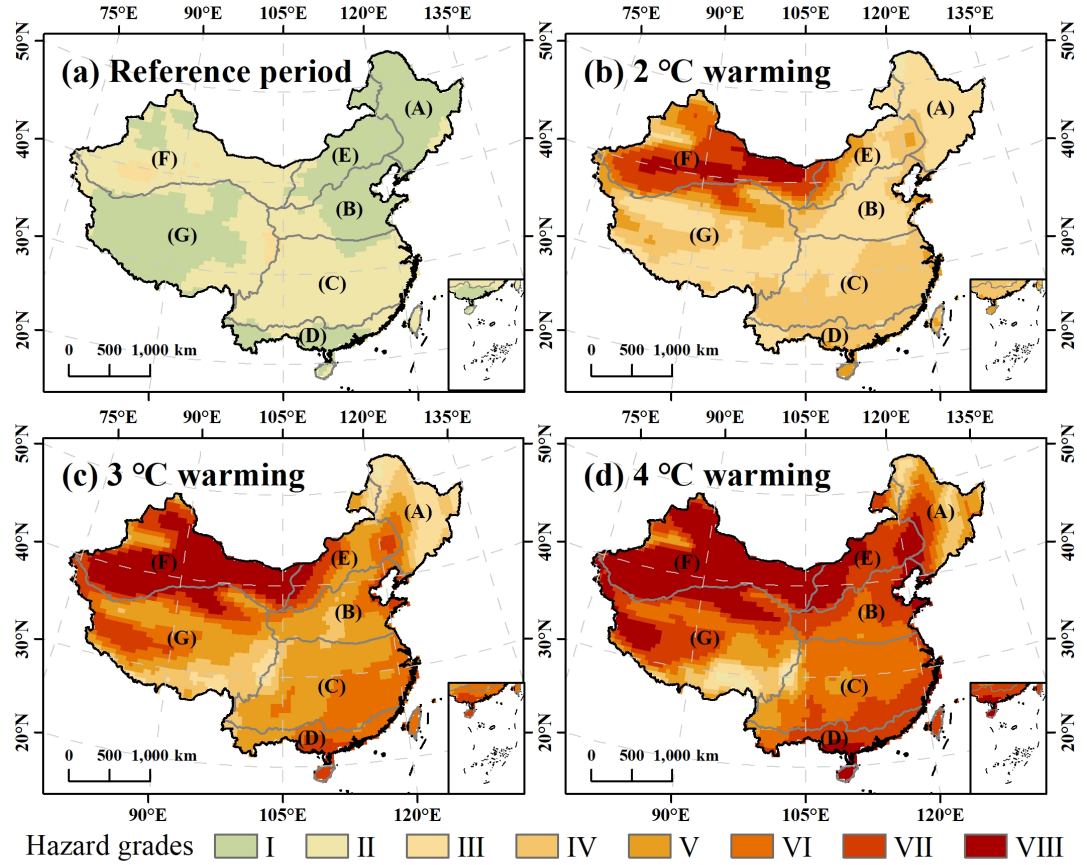 75°E 90°E 105°E 120°E 135°E 75°E 90°E 105°E 120°E 135°E
(a) Reference period
(b) 2 ℃ warming
50°N 40°N 30°N 20°N
50°N 40°N 30°N 20°N
(A)
(E)
(F)
(B)
(G)
(C)
(D)
0 500 1,000 km
(A)
(E)
(F)
(B)
(G)
(C)
(D)
0 500 1,000 km
75°E 90°E 105°E 120°E 135°E 75°E 90°E 105°E 120°E 135°E
(c) 3 ℃ warming
(d) 4 ℃ warming
50°N 40°N 30°N 20°N
50°N 40°N 30°N 20°N
(A)
(E)
(F)
(B)
(G)
(C)
(D)
0 500 1,000 km
(A)
(E)
(F)
(B)
(G)
(C)
(D)
0 500 1,000 km
90°E 105°E 120°E 90°E 105°E 120°E
Hazard grades I II III IV V VI VII VIII